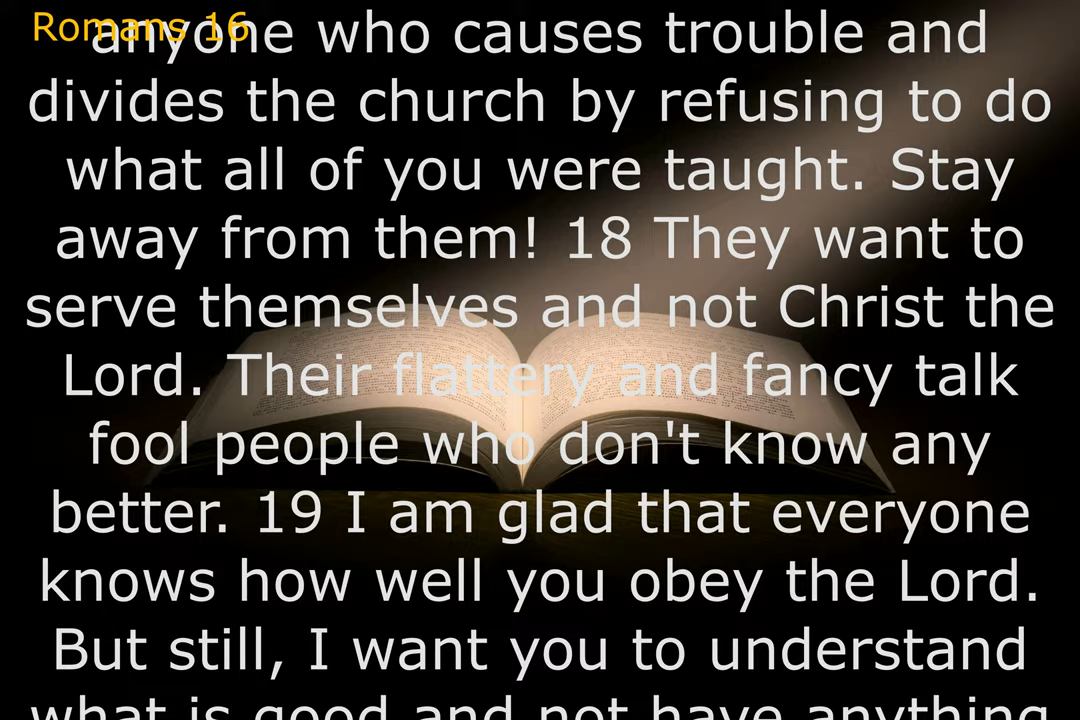 Romans 16
anyone who causes trouble and
divides the church by refusing to do
what all of you were taught. Stay
away from them! 18 They want to
serve themselves and not Christ the
Lord. Their flattery and fancy talk
fool people who don't know any
better. 19 I am glad that everyone
knows how well you obey the Lord.
But still, I want you to understand
what is good and not have anything